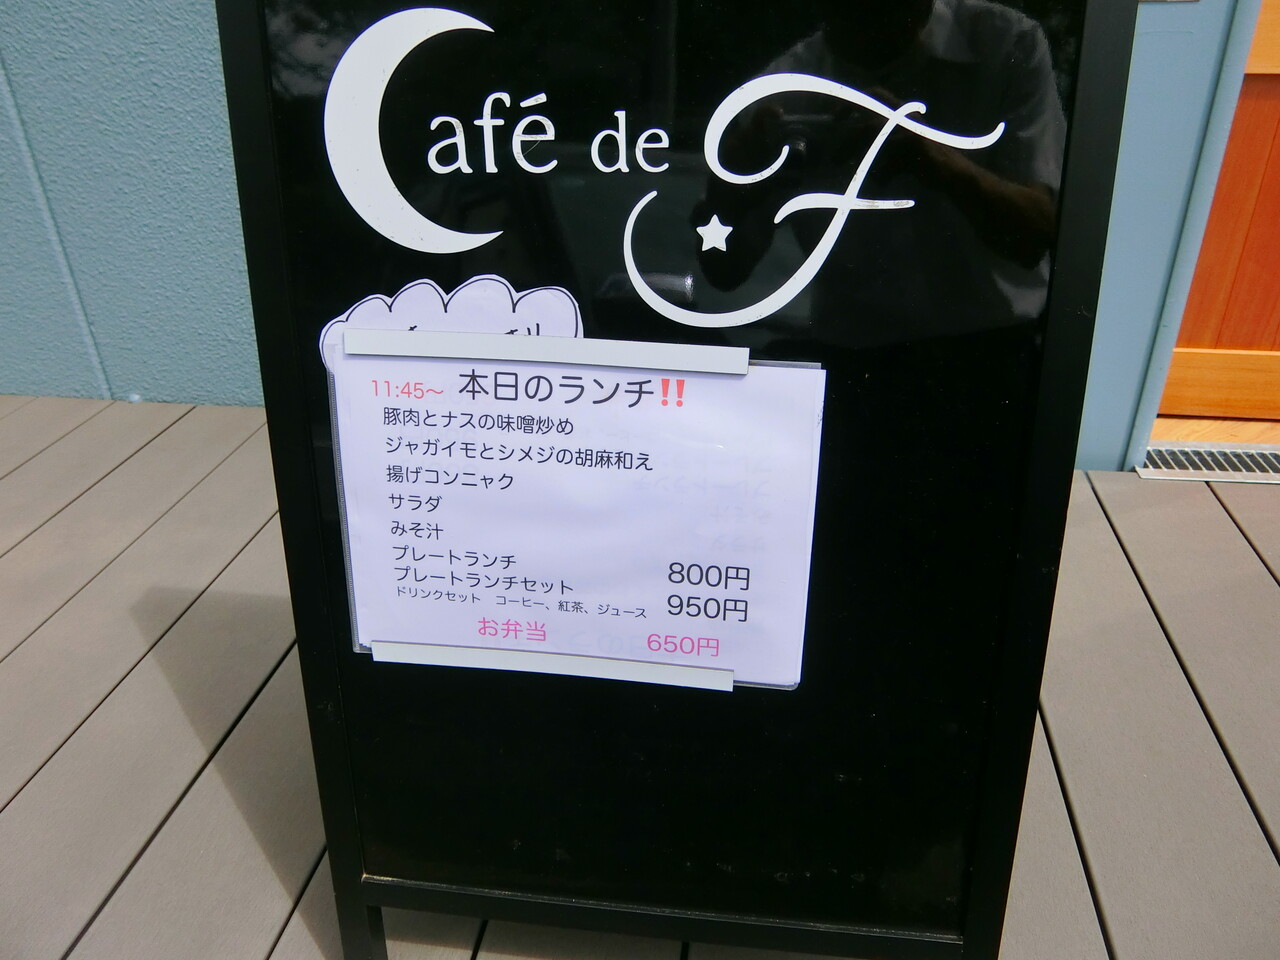 Café de F
11:45～ 本日のランチ‼
豚肉とナスの味噌炒め
ジャガイモとシメジの胡麻和え
揚げコンニャク
サラダ
みそ汁
プレートランチ 800円
プレートランチセット 950円
ドリンクセット　コーヒー、紅茶、ジュース
お弁当 650円